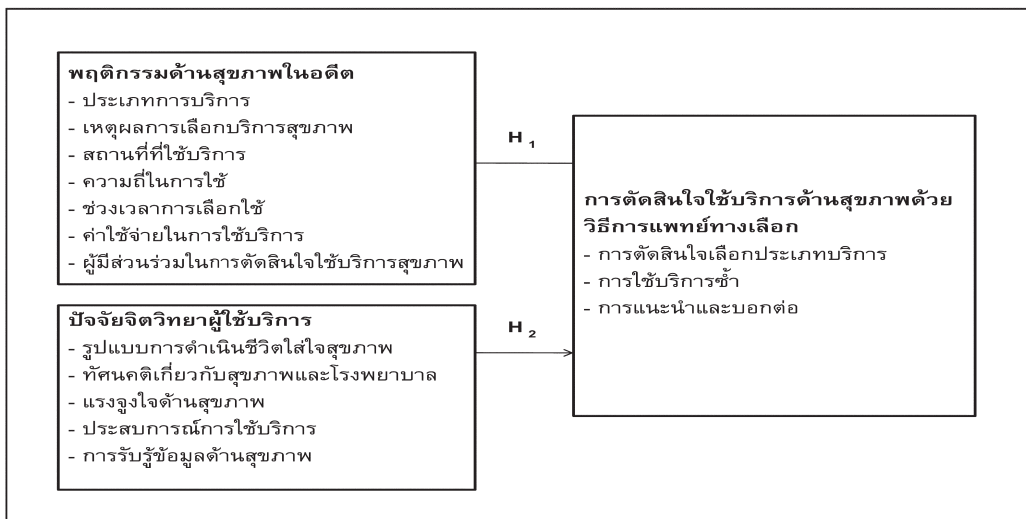 พฤติกรรมด้านสุขภาพในอดีต
- ประเภทการบริการ
- เหตุผลการเลือกบริการสุขภาพ
- สถานที่ที่ใช้บริการ
- ความถี่ในการใช้
- ช่วงเวลาการเลือกใช้
- ค่าใช้จ่ายในการใช้บริการ
- ผู้มีส่วนร่วมในการตัดสินใจใช้บริการสุขภาพ
H 1
ปัจจัยจิตวิทยาผู้ใช้บริการ
- รูปแบบการดำเนินชีวิตใส่ใจสุขภาพ
- ทัศนคติเกี่ยวกับสุขภาพและโรงพยาบาล
- แรงจูงใจด้านสุขภาพ
- ประสบการณ์การใช้บริการ
- การรับรู้ข้อมูลด้านสุขภาพ
H 2
การตัดสินใจใช้บริการด้านสุขภาพด้วย
วิธีการแพทย์ทางเลือก
- การตัดสินใจเลือกประเภทบริการ
- การใช้บริการซ้ำ
- การแนะนำและบอกต่อ